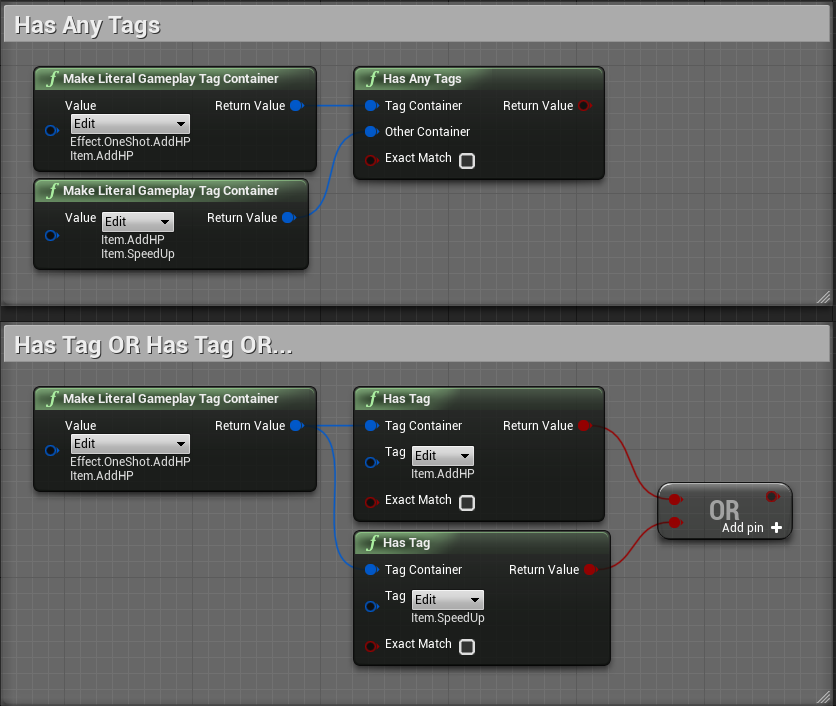 Has Any Tags
f Make Literal Gameplay Tag Container
Value Return Value
Edit
Effect.OneShot.AddHP
Item.AddHP
f Make Literal Gameplay Tag Container
Value Edit Return Value
Item.AddHP
Item.SpeedUp
f Has Any Tags
Tag Container Return Value
Other Container
Exact Match
Has Tag OR Has Tag OR...
f Make Literal Gameplay Tag Container
Value Return Value
Edit
Effect.OneShot.AddHP
Item.AddHP
f Has Tag
Tag Container Return Value
Tag Edit
Item.AddHP
Exact Match
f Has Tag
Tag Container Return Value
Tag Edit
Item.SpeedUp
Exact Match
OR
Add pin +